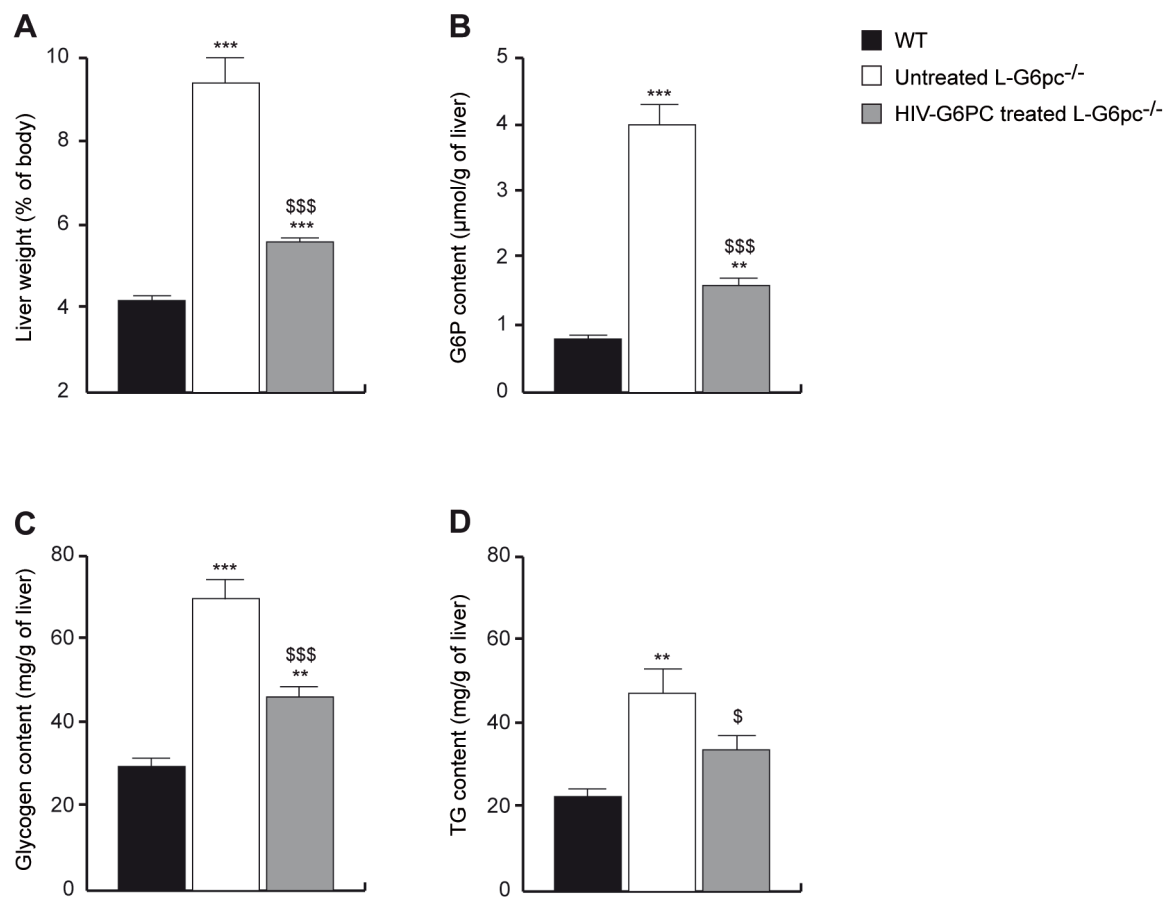 A
Liver weight (% of body)
10
8
6
4
2
***
$$$
***
B
G6P content (µmol/g of liver)
5
4
3
2
1
0
***
$$$
**
WT
Untreated L-G6pc-/-
HIV-G6PC treated L-G6pc-/-
C
Glycogen content (mg/g of liver)
80
60
40
20
0
***
$$$
**
D
TG content (mg/g of liver)
80
60
40
20
0
**
$